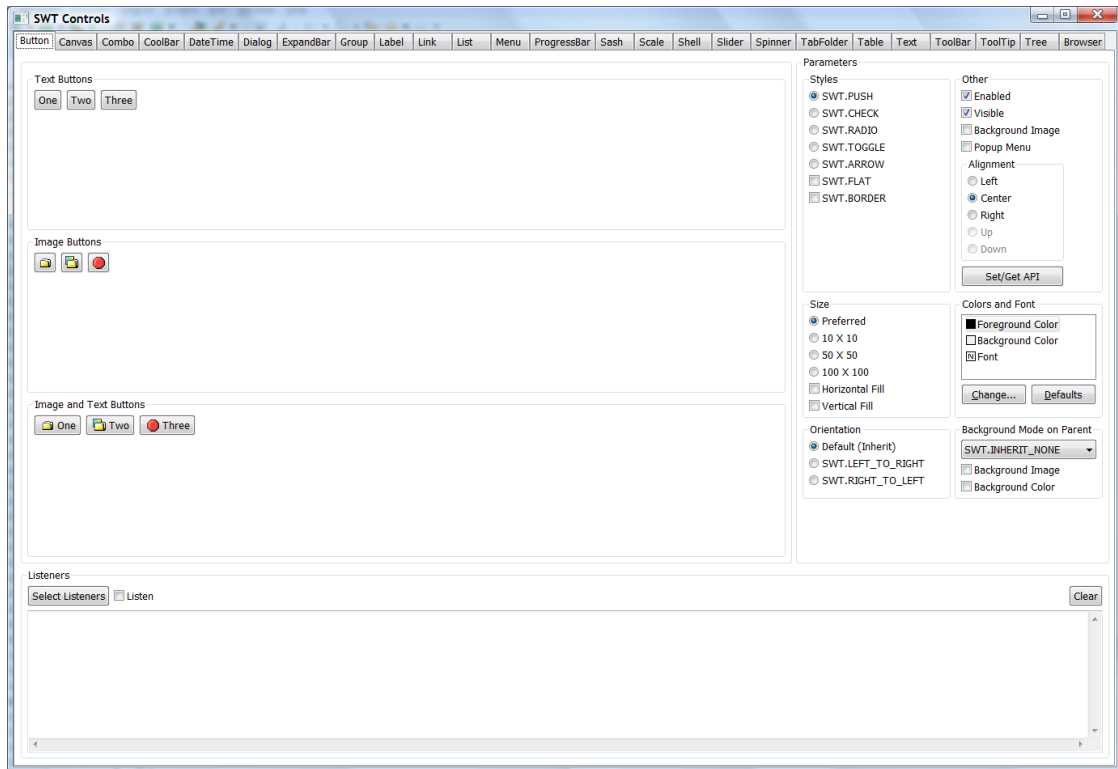 SWT Controls
Button Canvas Combo CoolBar DateTime Dialog ExpandBar Group Label Link List Menu ProgressBar Sash Scale Shell Slider Spinner TabFolder Table Text ToolBar ToolTip Tree Browser
Text Buttons
One Two Three
Image Buttons
Image and Text Buttons
One Two Three
Parameters
Styles
SWT.PUSH
SWT.CHECK
SWT.RADIO
SWT.TOGGLE
SWT.ARROW
SWT.FLAT
SWT.BORDER
Other
Enabled
Visible
Background Image
Popup Menu
Alignment
Left
Center
Right
Up
Down
Set/Get API
Size
Preferred
10 X 10
50 X 50
100 X 100
Horizontal Fill
Vertical Fill
Colors and Font
Foreground Color
Background Color
N Font
Change... Defaults
Orientation
Default (Inherit)
SWT.LEFT_TO_RIGHT
SWT.RIGHT_TO_LEFT
Background Mode on Parent
SWT.INHERIT_NONE
Background Image
Background Color
Listeners
Select Listeners Listen Clear